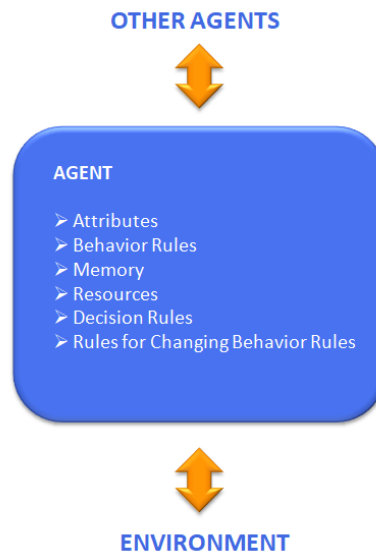 OTHER AGENTS
AGENT
➢ Attributes
➢ Behavior Rules
➢ Memory
➢ Resources
➢ Decision Rules
➢ Rules for Changing Behavior Rules
ENVIRONMENT